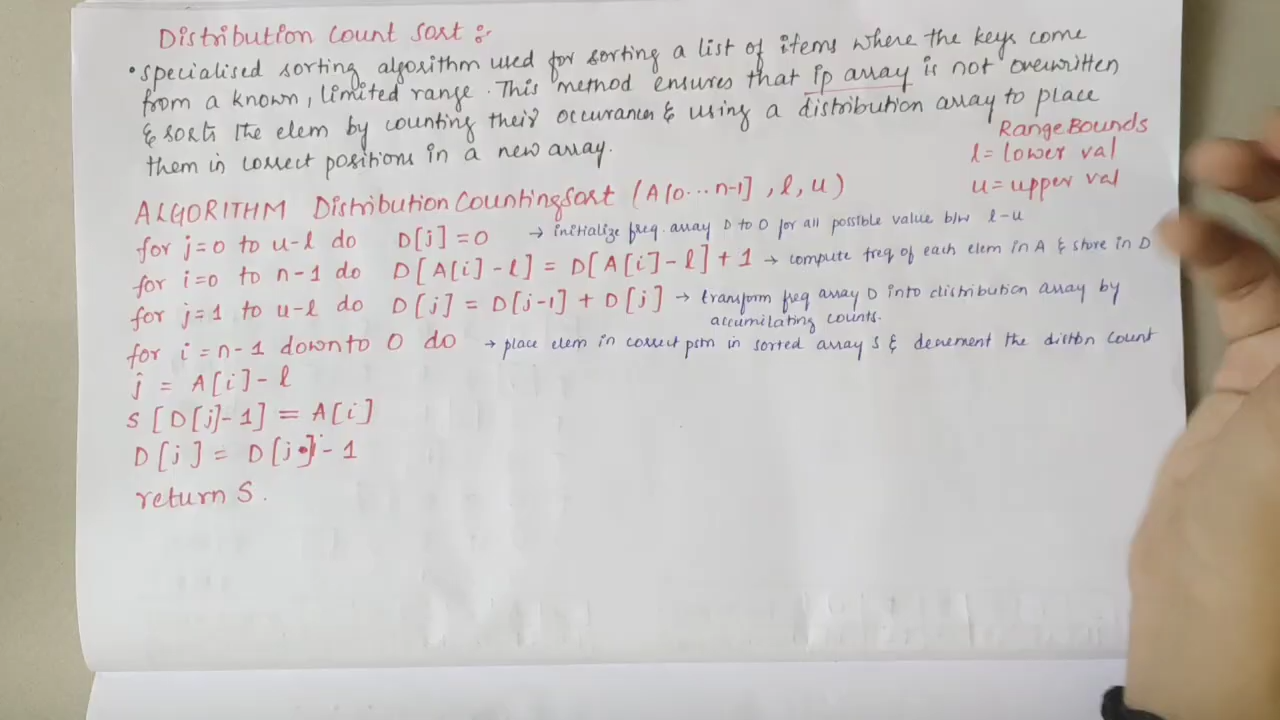 Distribution Count Sort :-
• specialised sorting algorithm used for sorting a list of items where the keys come
from a known, limited range. This method ensures that ip array is not overwritten
& sorts the elem by counting their occurances & using a distribution array to place
them in correct positions in a new array.
Range Bounds
l = lower val
u = upper val
ALGORITHM Distribution CountingSort (A[0...n-1], l, u)
for j=0 to u-l do D[j] = 0 → initialize freq. array D to 0 for all possible value b/w l-u
for i=0 to n-1 do D[A[i]-l] = D[A[i]-l]+1 → compute freq of each elem in A & store in D
for j=1 to u-l do D[j] = D[j-1] + D[j] → transform freq array D into distribution array by
accumilating counts.
for i = n-1 downto 0 do → place elem in correct pstn in sorted array S & decrement the distbn count
j = A[i] - l
S[D[j]-1] = A[i]
D[j] = D[j]-1
return S.